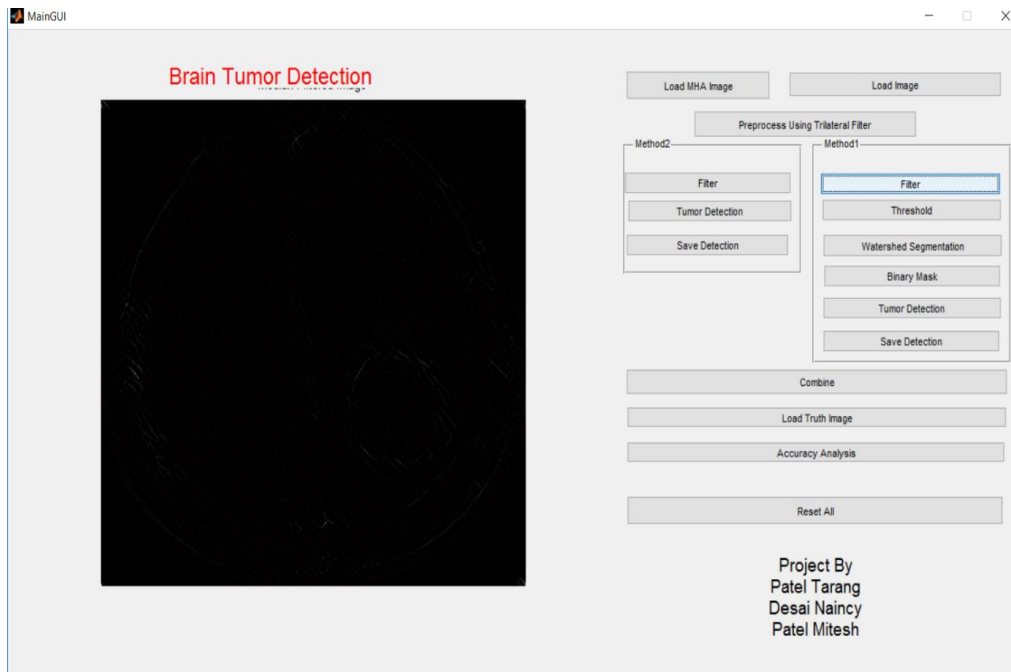 MainGUI
Brain Tumor Detection
Load MHA Image
Load Image
Preprocess Using Trilateral Filter
Method2
Filter
Tumor Detection
Save Detection
Method1
Filter
Threshold
Watershed Segmentation
Binary Mask
Tumor Detection
Save Detection
Combine
Load Truth Image
Accuracy Analysis
Reset All
Project By
Patel Tarang
Desai Naincy
Patel Mitesh